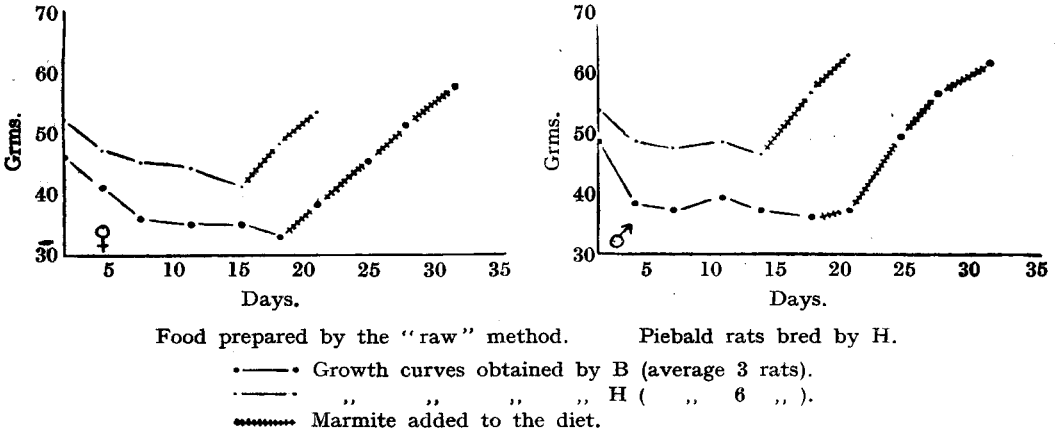 70
60
50
40
30
Grms.
♀
5 10 15 20 25 30 35
Days.
70
60
50
40
30
Grms.
♂
5 10 15 20 25 30 35
Days.
Food prepared by the "raw" method. Piebald rats bred by H.
Growth curves obtained by B (average 3 rats).
,, ,, ,, ,, H ( ,, 6 ,, ).
Marmite added to the diet.